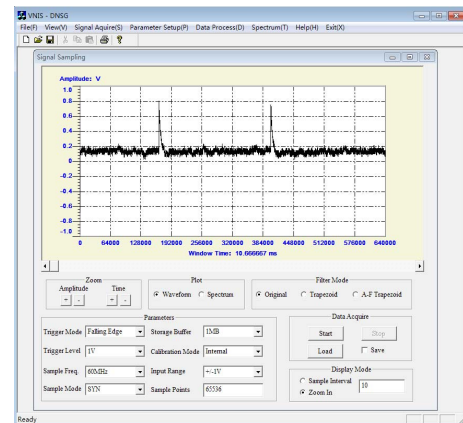 VNIS - DNSG
File(F) View(V) Signal Aquire(S) Parameter Setup(P) Data Process(D) Spectrum(T) Help(H) Exit(X)
Signal Sampling
Amplitude: V
1.0
0.8
0.6
0.4
0.2
0
-0.2
-0.4
-0.6
-0.8
-1.0
0 64000 128000 192000 256000 320000 384000 448000 512000 576000 640000
Window Time: 10.666667 ms
Zoom
Amplitude Time
+ - + -
Plot
Waveform Spectrum
Filter Mode
Original Trapezoid A-F Trapezoid
Parameters
Trigger Mode Falling Edge Storage Buffer 1MB
Trigger Level 1V Calibration Mode Internal
Sample Freq. 60MHz Input Range +/-1V
Sample Mode SYN Sample Points 65536
Data Acquire
Start Stop
Load Save
Display Mode
Sample Interval 10
Zoom In
Ready